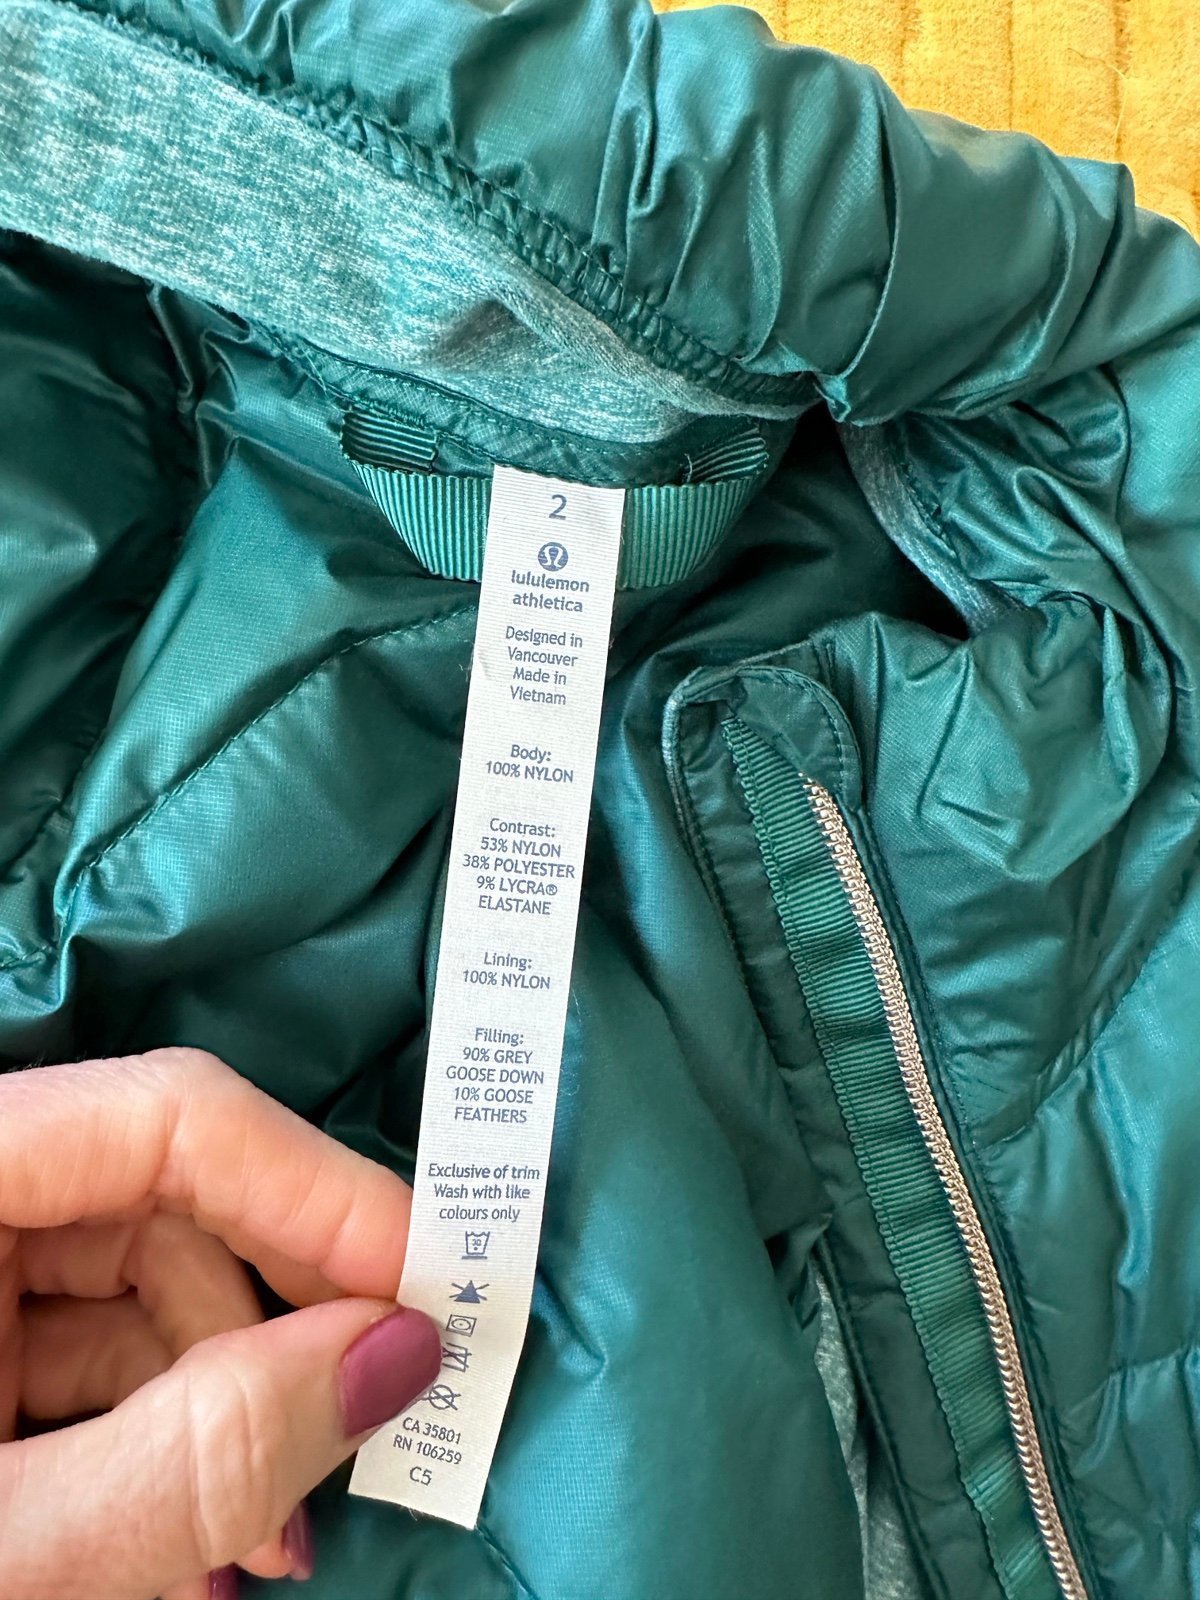 2
lululemon
athletica
Designed in
Vancouver
Made in
Vietnam
Body:
100% NYLON
Contrast:
53% NYLON
38% POLYESTER
9% LYCRA®
ELASTANE
Lining:
100% NYLON
Filling:
90% GREY
GOOSE DOWN
10% GOOSE
FEATHERS
Exclusive of trim
Wash with like
colours only
30
CA 35801
RN 106259
C5